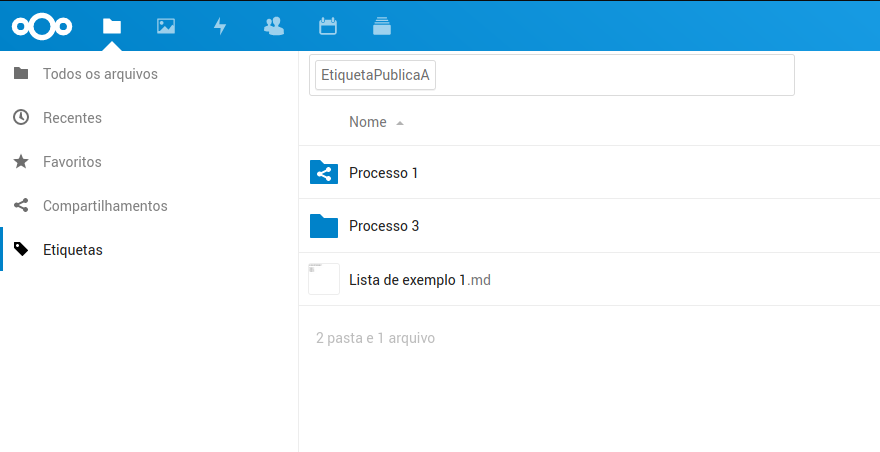 Todos os arquivos
Recentes
Favoritos
Compartilhamentos
Etiquetas
EtiquetaPublicaA
Nome
Processo 1
Processo 3
Lista de exemplo 1.md
2 pasta e 1 arquivo